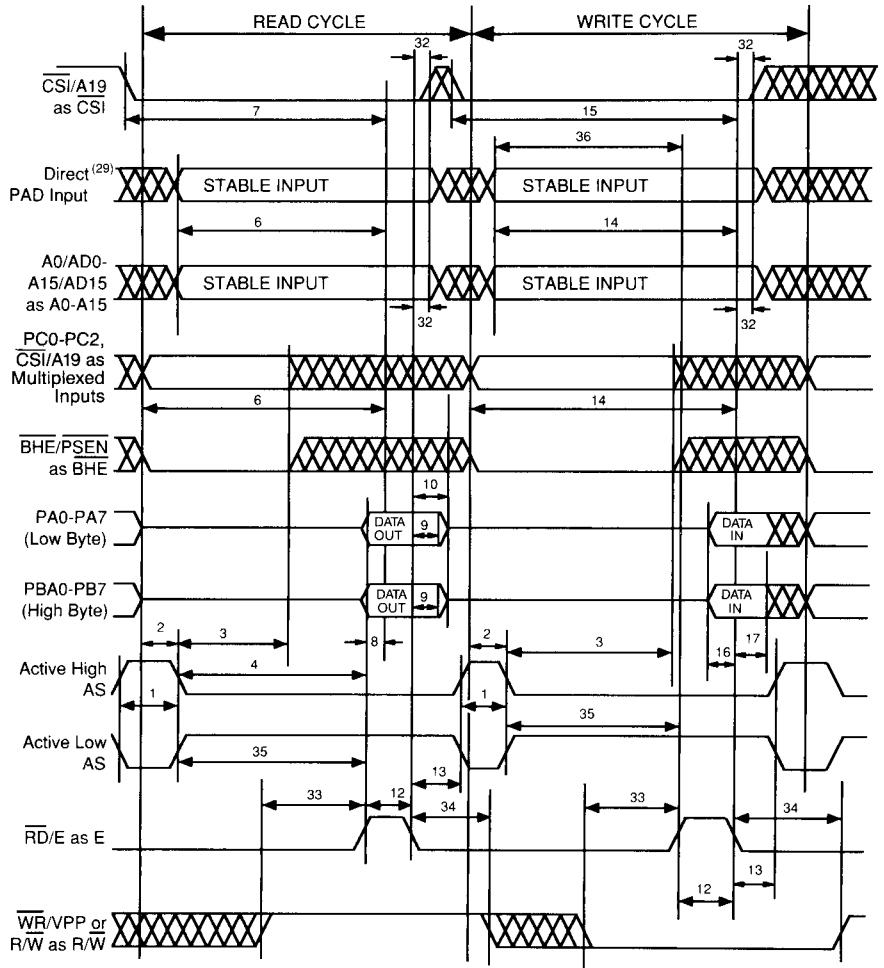 READ CYCLE WRITE CYCLE
32 32
CSI/A19
as CSI
7 15
36
Direct (29)
PAD Input
STABLE INPUT STABLE INPUT
6 14
A0/AD0-
A15/AD15
as A0-A15
STABLE INPUT STABLE INPUT
32 32
PC0-PC2,
CSI/A19 as
Multiplexed
Inputs
6 14
BHE/PSEN
as BHE
10
PA0-PA7
(Low Byte)
DATA
OUT
9
DATA
IN
PBA0-PB7
(High Byte)
DATA
OUT
9
DATA
IN
2 3 8 2 3 16 17
4
Active High
AS
1 1
35
Active Low
AS
35
13
33 12 34 33 34
RD/E as E
13
12
WR/VPP or
R/W as R/W